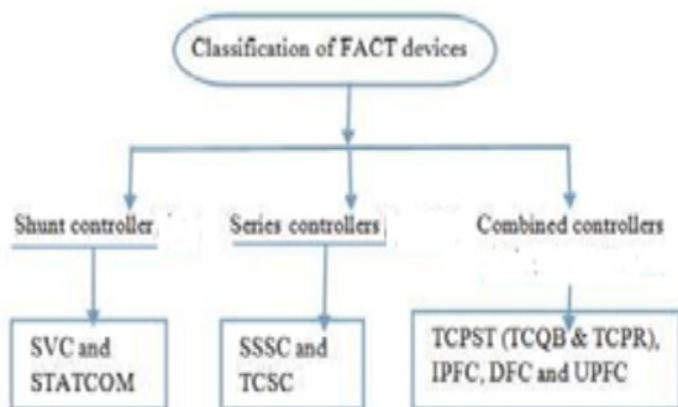 Classification of FACT devices
Shunt controller
Series controllers
Combined controllers
SVC and
STATCOM
SSSC and
TCSC
TCPST (TCQB & TCPR),
IPFC, DFC and UPFC